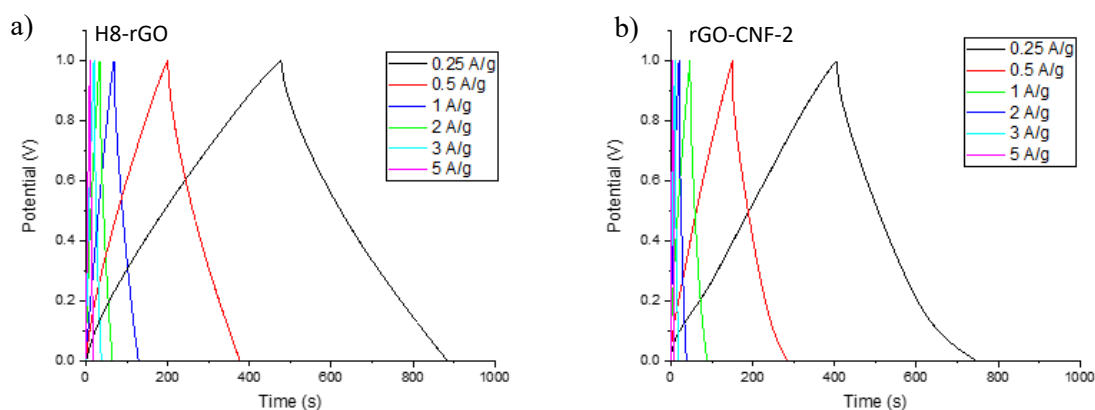 a)
H8-rGO
1.0
0.8
0.6
0.4
0.2
0.0
Potential (V)
0 200 400 600 800 1000
Time (s)
0.25 A/g
0.5 A/g
1 A/g
2 A/g
3 A/g
5 A/g
b)
rGO-CNF-2
1.0
0.8
0.6
0.4
0.2
0.0
Potential (V)
0 200 400 600 800 1000
Time (s)
0.25 A/g
0.5 A/g
1 A/g
2 A/g
3 A/g
5 A/g